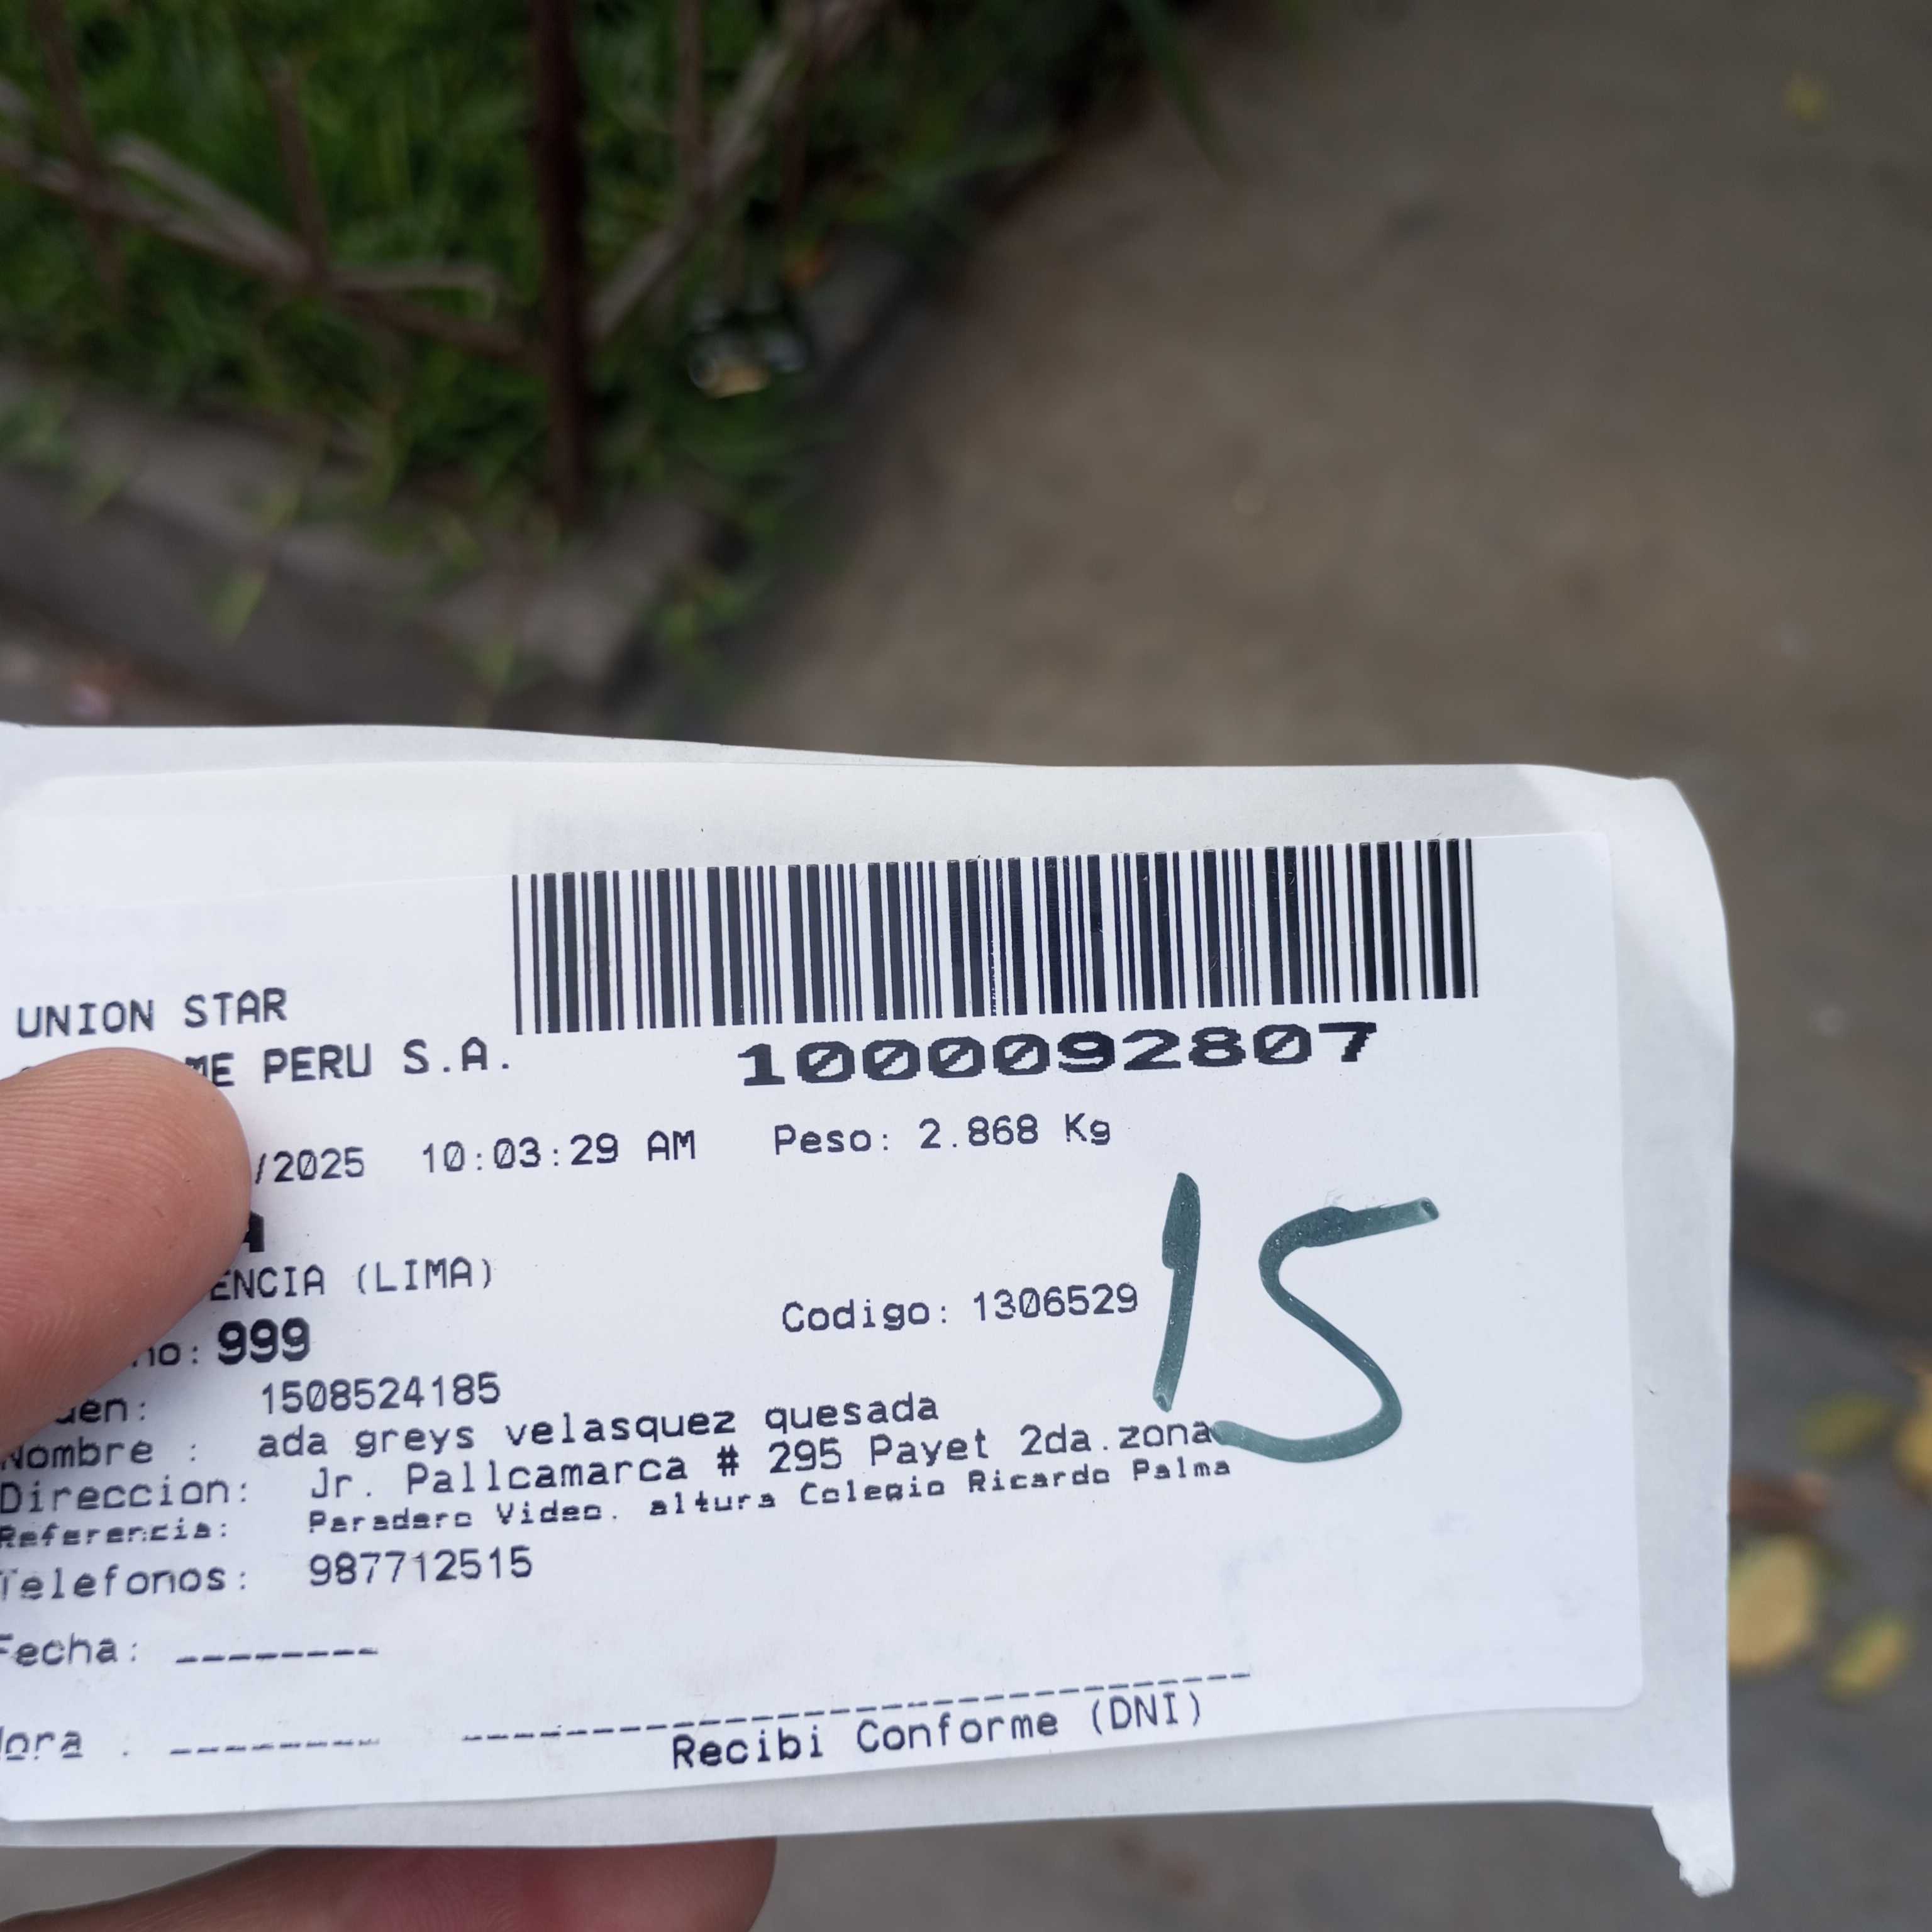 UNION STAR
PERU S.A.
1000092807
/2025 10:03:29 AM Peso: 2.868 Kg
(LIMA)
15
Codigo: 1306529
999
1508524185
Nombre : ada greys velasquez quesada
Direccion: Jr. Pallcamarca # 295 Payet 2da.zona
Referencia: Paradero Video. altura Colegio Ricardo Palma
Telefonos: 987712515
Fecha: --------
--------
Recibi Conforme (DNI)